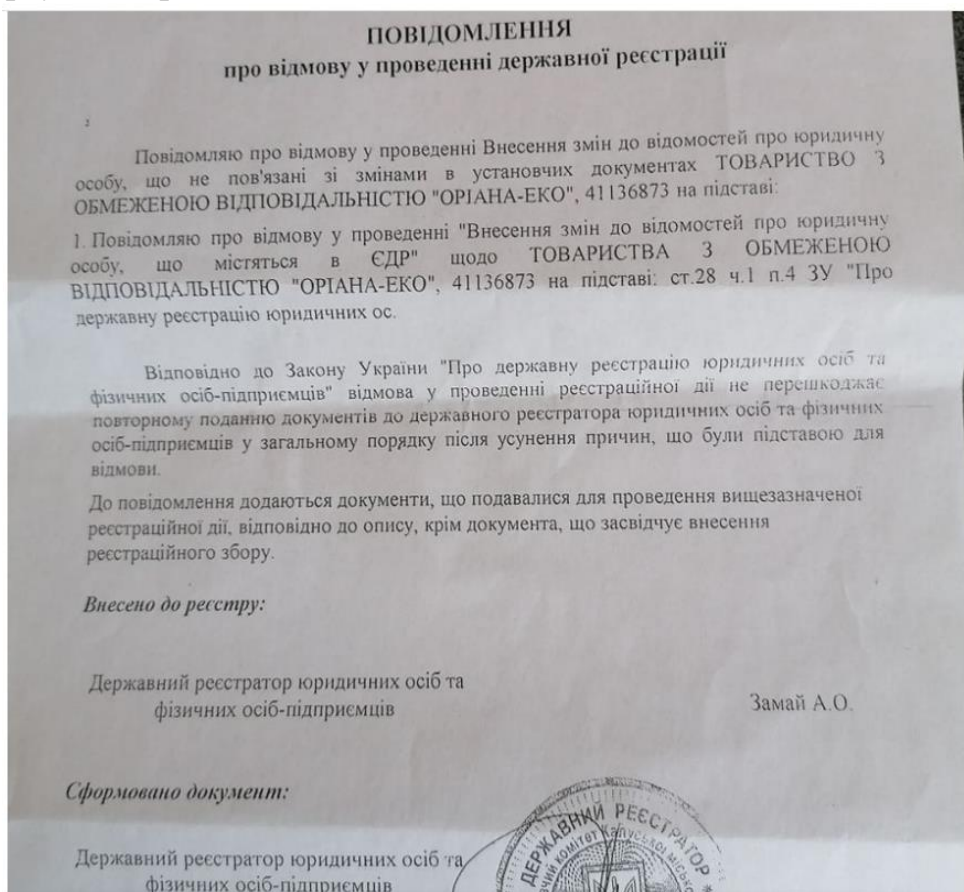 ПОВІДОМЛЕННЯ
про відмову у проведенні державної реєстрації
Повідомляю про відмову у проведенні Внесення змін до відомостей про юридичну
особу, що не пов'язані зі змінами в установчих документах ТОВАРИСТВО З
ОБМЕЖЕНОЮ ВІДПОВІДАЛЬНІСТЮ "ОРІАНА-ЕКО", 41136873 на підставі:
1. Повідомляю про відмову у проведенні "Внесення змін до відомостей про юридичну
особу, що містяться в ЄДР" щодо ТОВАРИСТВА З ОБМЕЖЕНОЮ
ВІДПОВІДАЛЬНІСТЮ "ОРІАНА-ЕКО", 41136873 на підставі: ст.28 ч.1 п.4 ЗУ "Про
державну реєстрацію юридичних ос.
Відповідно до Закону України "Про державну реєстрацію юридичних осіб та
фізичних осіб-підприємців" відмова у проведенні реєстраційної дії не перешкоджає
повторному поданню документів до державного реєстратора юридичних осіб та фізичних
осіб-підприємців у загальному порядку після усунення причин, що були підставою для
відмови.
До повідомлення додаються документи, що подавалися для проведення вищезазначеної
реєстраційної дії, відповідно до опису, крім документа, що засвідчує внесення
реєстраційного збору.
Внесено до реєстру:
Державний реєстратор юридичних осіб та
фізичних осіб-підприємців
Замай А.О.
Сформовано документ:
Державний реєстратор юридичних осіб та
фізичних осіб-підприємців
ДЕРЖАВНИЙ РЕЄСТРАТОР *
комітет Калуської міської